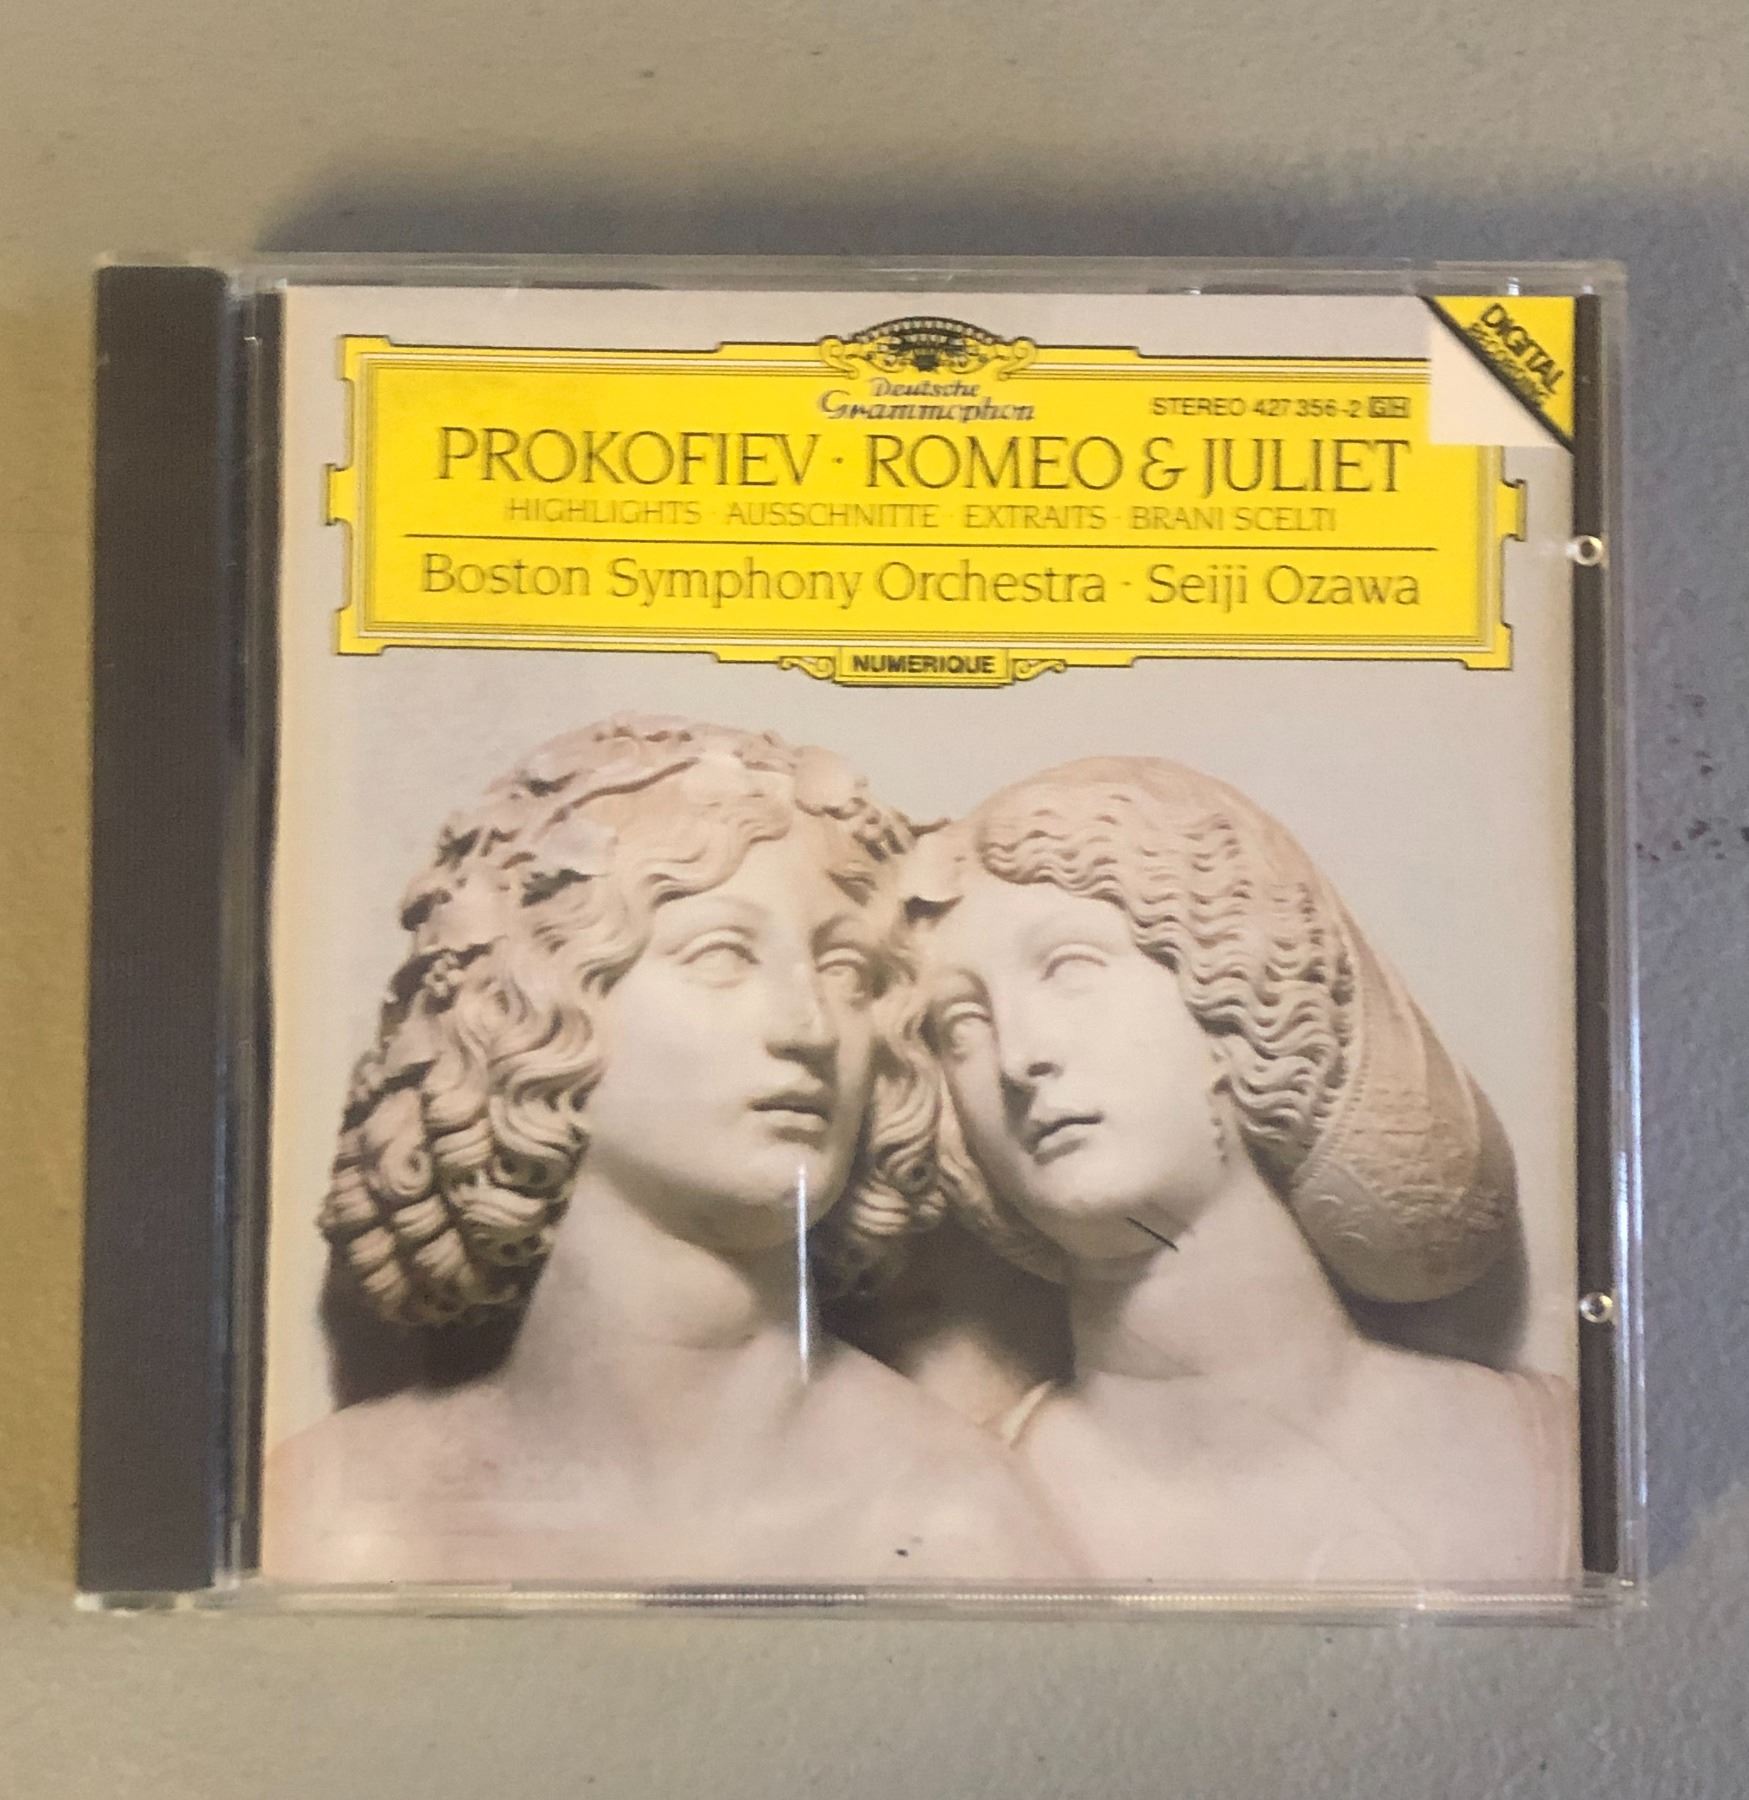 DIGITAL
RECORDING
Deutsche
Grammophon
STEREO 427 356-2 GH
PROKOFIEV · ROMEO & JULIET
HIGHLIGHTS · AUSSCHNITTE · EXTRAITS · BRANI SCELTI
Boston Symphony Orchestra · Seiji Ozawa
NUMERIQUE